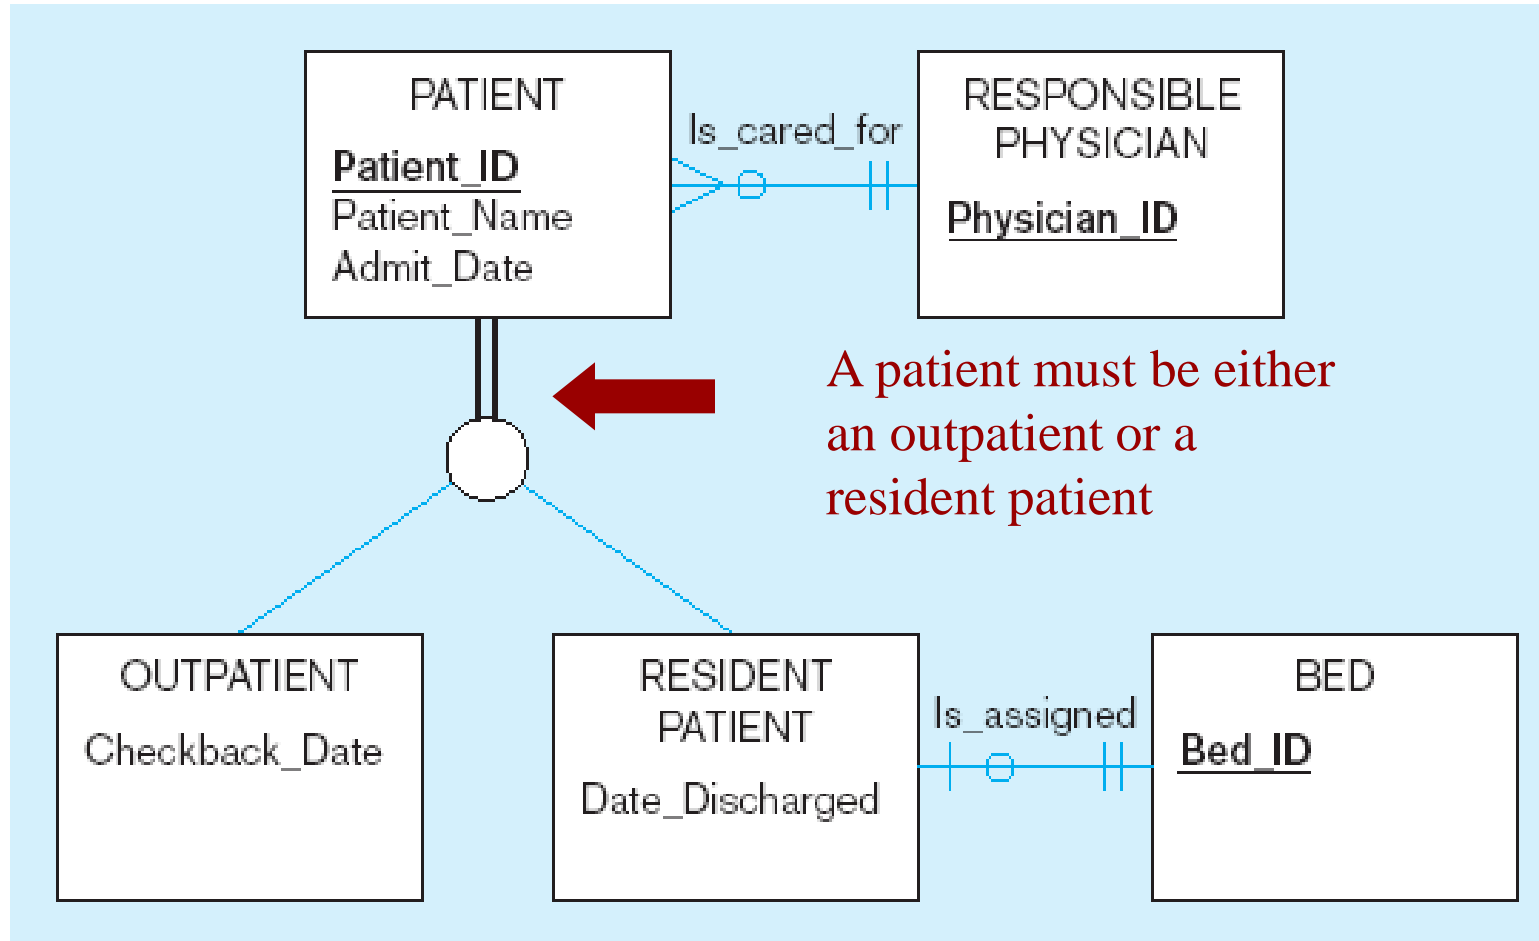 PATIENT
Patient_ID
Patient_Name
Admit_Date
Is_cared_for
RESPONSIBLE
PHYSICIAN
Physician_ID
A patient must be either
an outpatient or a
resident patient
OUTPATIENT
Checkback_Date
RESIDENT
PATIENT
Date_Discharged
Is_assigned
BED
Bed_ID